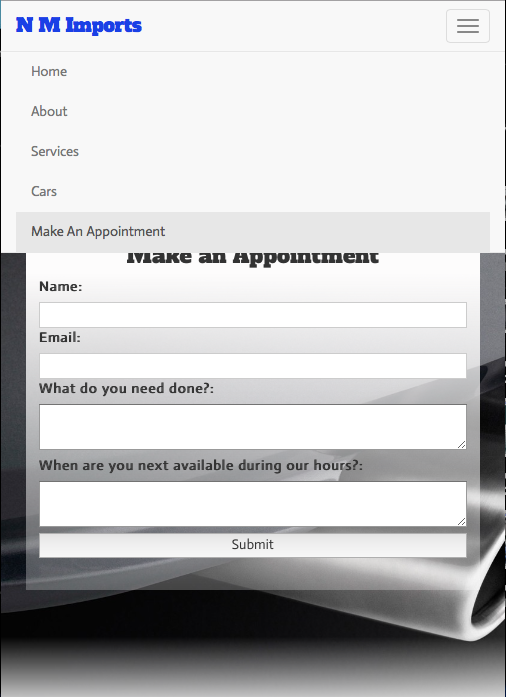 N M Imports
Home
About
Services
Cars
Make An Appointment
Make an Appointment
Name:
Email:
What do you need done?:
When are you next available during our hours?:
Submit